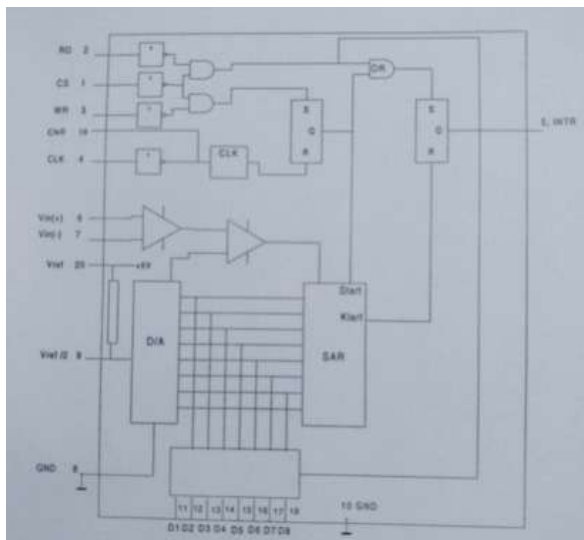 RD 2
CS 1
WR 3
CLK 4
CLK
OR
S
Q
R
S
Q
R
5, INTR
Vin(+) 6
Vin(-) 7
Vref 20
+5V
Start
Klart
D/A
SAR
Vref /2 9
GND 8
11 12 13 14 15 16 17 18
D1 D2 D3 D4 D5 D6 D7 D8
10 GND